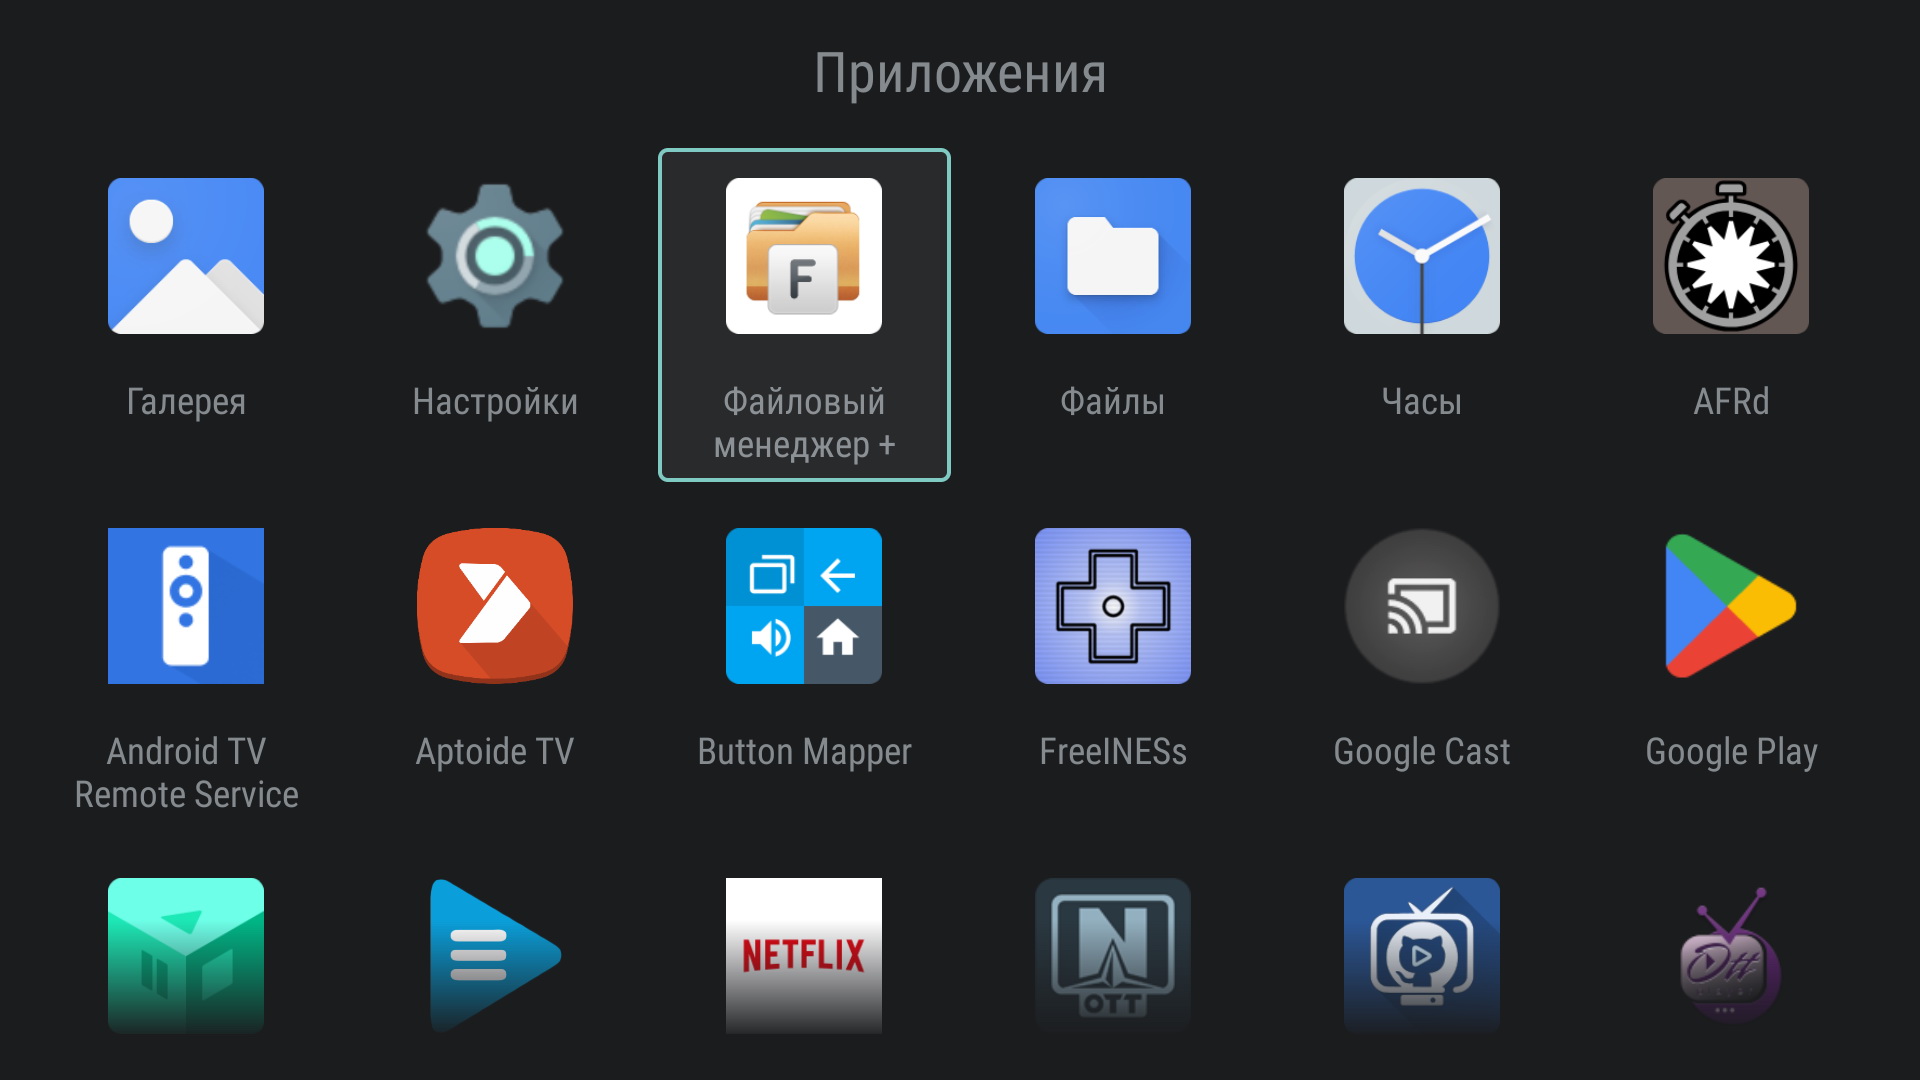 Приложения
Галерея
Настройки
F
Файловый
менеджер +
Файлы
Часы
AFRd
Android TV
Remote Service
Aptoide TV
Button Mapper
FreeINESs
Google Cast
Google Play
NETFLIX
N
OTT
Ott